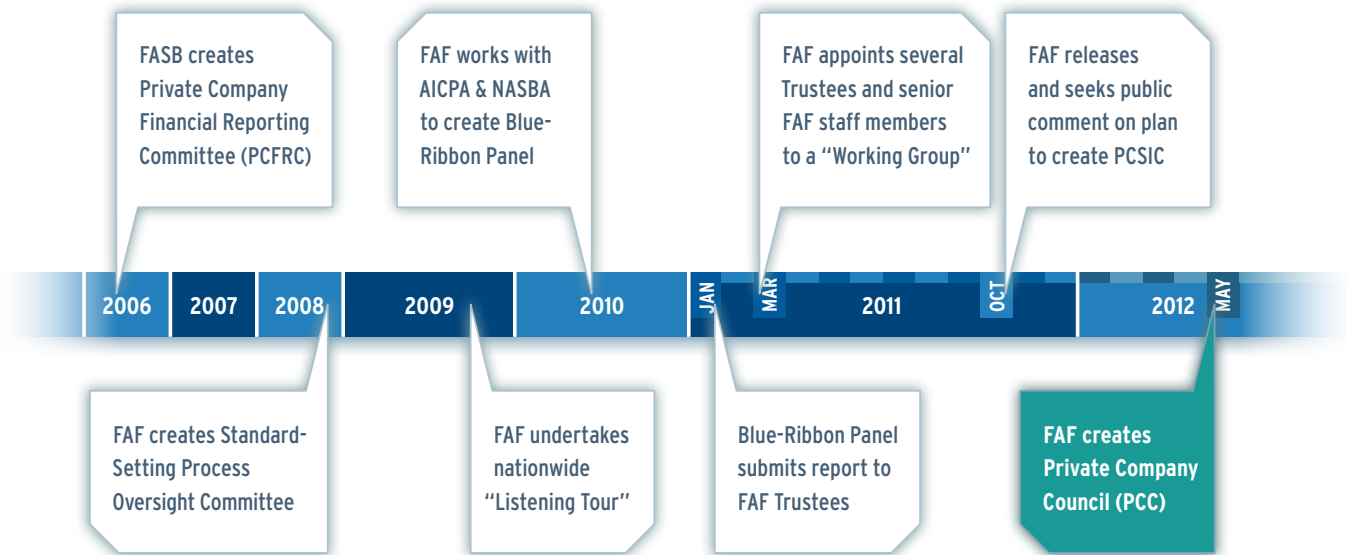 FASB creates
Private Company
Financial Reporting
Committee (PCFRC)
FAF works with
AICPA & NASBA
to create Blue-
Ribbon Panel
FAF appoints several
Trustees and senior
FAF staff members
to a “Working Group”
FAF releases
and seeks public
comment on plan
to create PCSIC
2006
2007
2008
2009
2010
JAN
MAR
2011
OCT
2012
MAY
FAF creates Standard-
Setting Process
Oversight Committee
FAF undertakes
nationwide
“Listening Tour”
Blue-Ribbon Panel
submits report to
FAF Trustees
FAF creates
Private Company
Council (PCC)